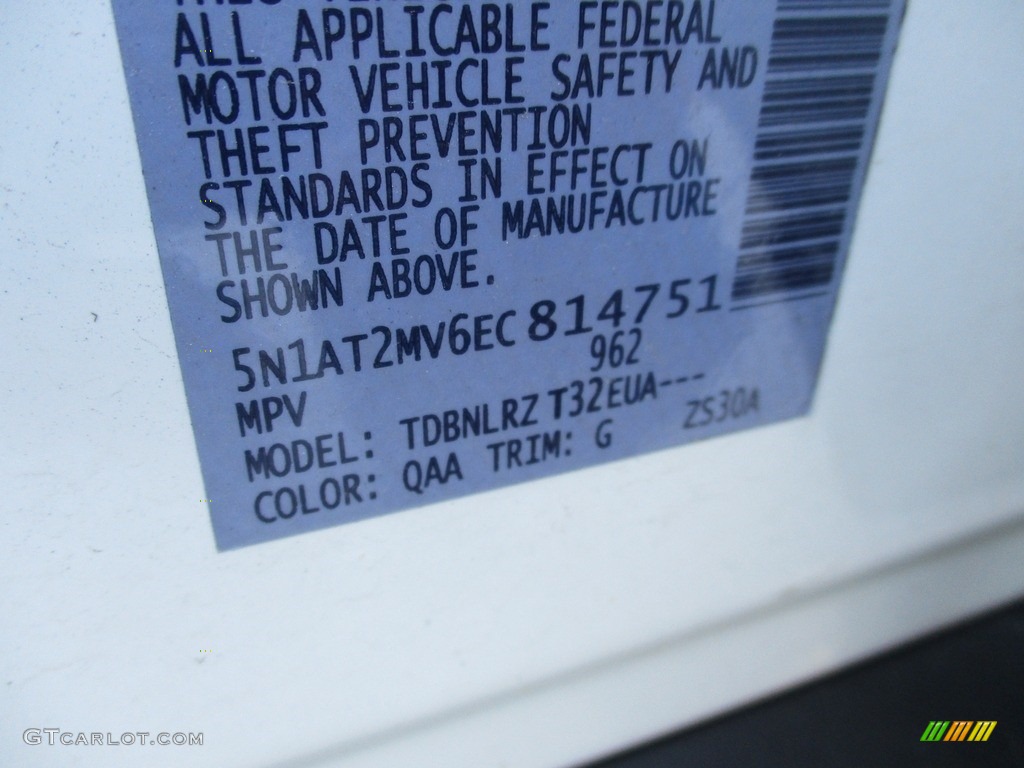 ALL APPLICABLE FEDERAL
MOTOR VEHICLE SAFETY AND
THEFT PREVENTION
STANDARDS IN EFFECT ON
THE DATE OF MANUFACTURE
SHOWN ABOVE.
5N1AT2MV6EC814751
MPV 962
MODEL: TDBNLRZ T32EUA---
COLOR: QAA TRIM: G ZS30A
GTCARLOT.COM